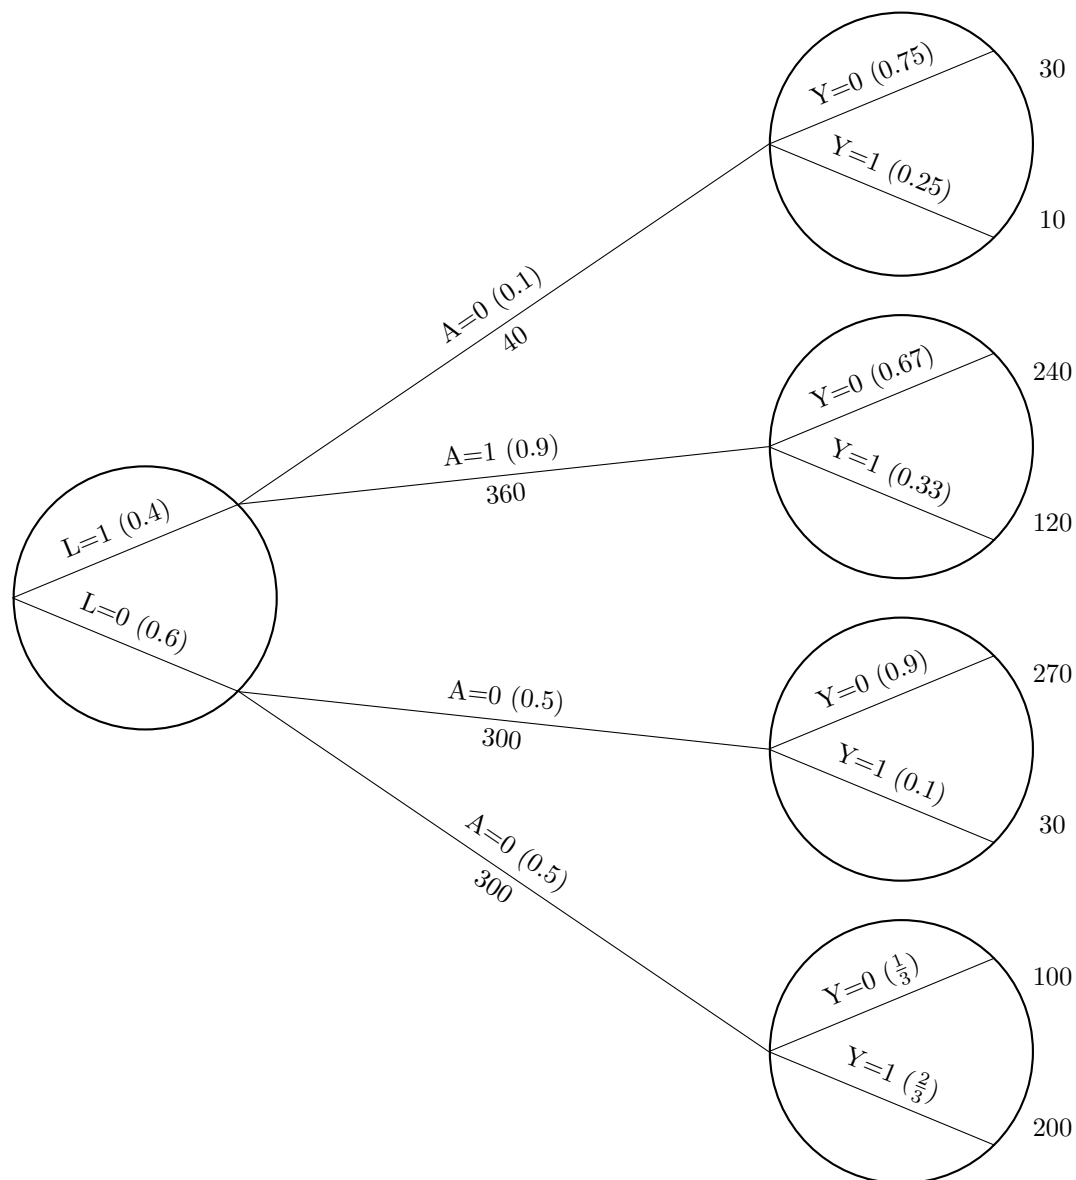 Y=0 (0.75)
30
Y=1 (0.25)
10
A=0 (0.1)
40
Y=0 (0.67)
240
Y=1 (0.33)
120
A=1 (0.9)
360
L=1 (0.4)
L=0 (0.6)
A=0 (0.5)
300
Y=0 (0.9)
270
Y=1 (0.1)
30
A=0 (0.5)
300
Y=0 (1/3)
100
Y=1 (2/3)
200